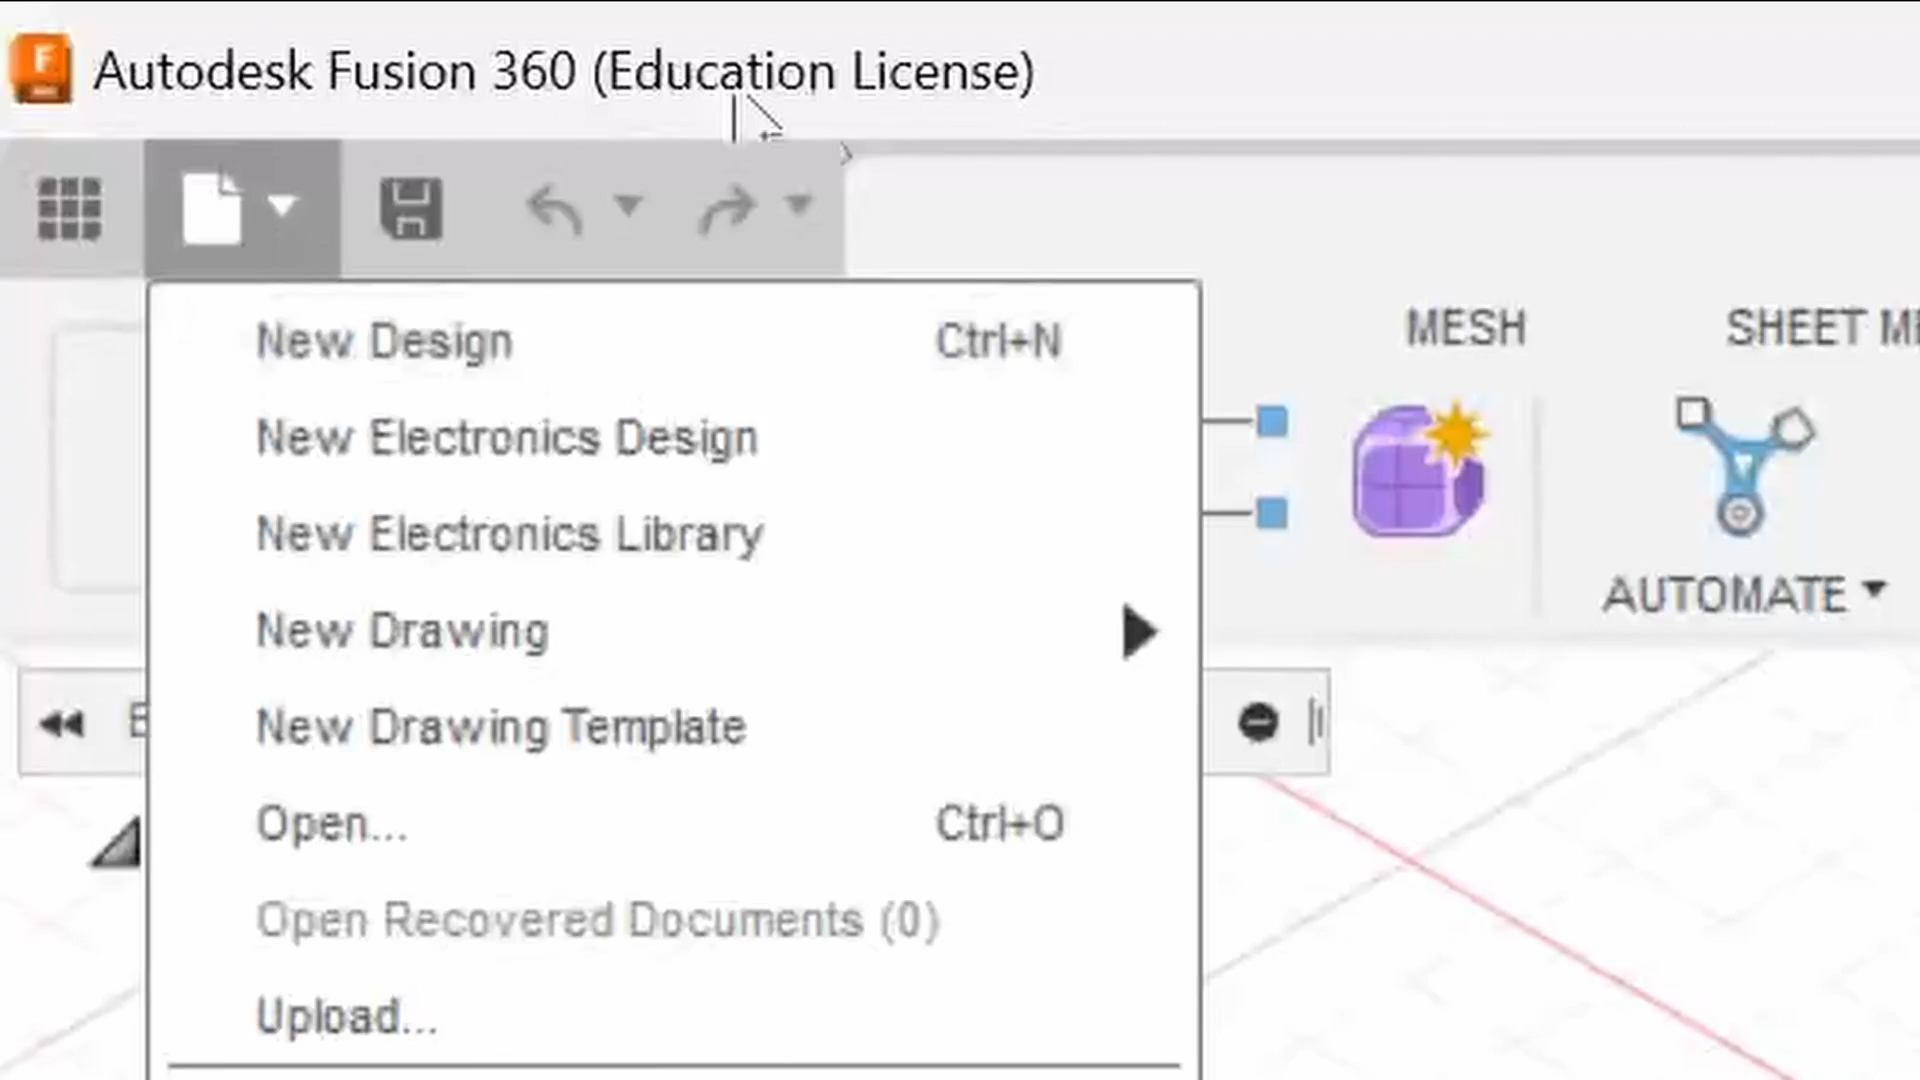 Autodesk Fusion 360 (Education License)
New Design Ctrl+N
New Electronics Design
New Electronics Library
New Drawing
New Drawing Template
Open... Ctrl+O
Open Recovered Documents (0)
Upload...
MESH
SHEET
AUTOMATE